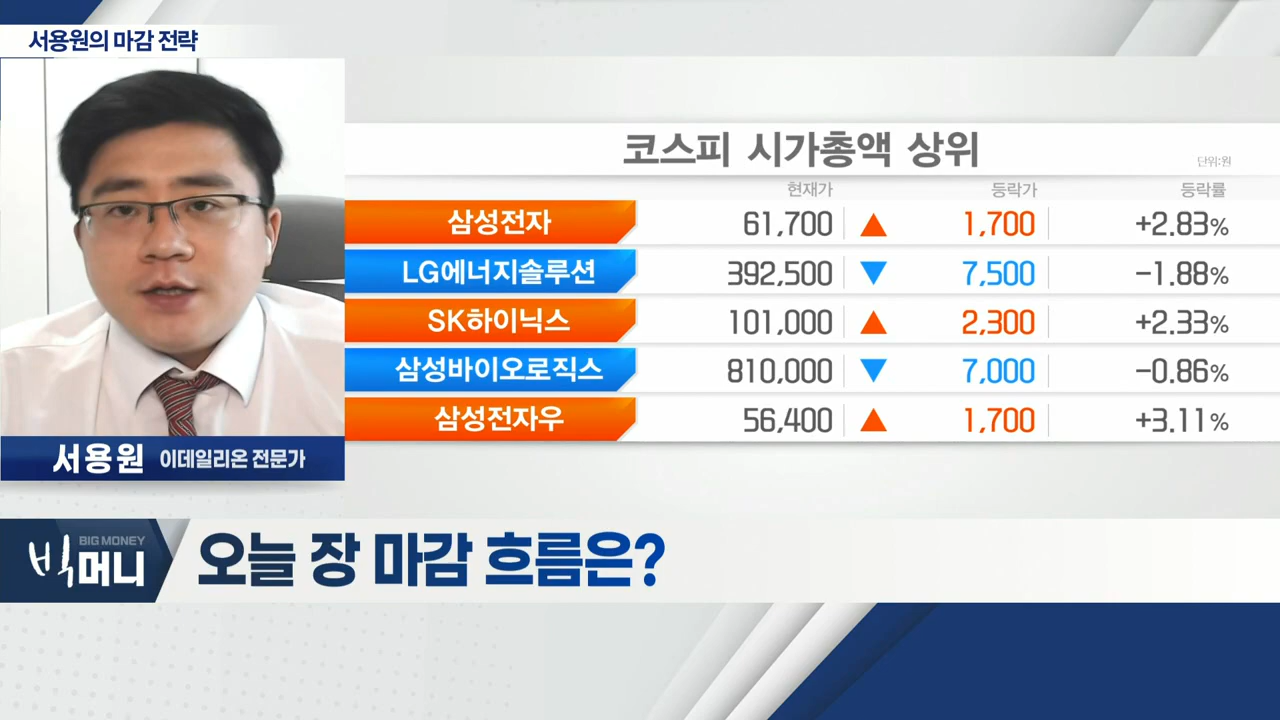 서용원의 마감 전략
코스피 시가총액 상위
단위:원
현재가 등락가 등락률
삼성전자 61,700 ▲ 1,700 +2.83%
LG에너지솔루션 392,500 ▼ 7,500 -1.88%
SK하이닉스 101,000 ▲ 2,300 +2.33%
삼성바이오로직스 810,000 ▼ 7,000 -0.86%
삼성전자우 56,400 ▲ 1,700 +3.11%
서용원 이데일리온 전문가
BIG MONEY
빅머니
오늘 장 마감 흐름은?